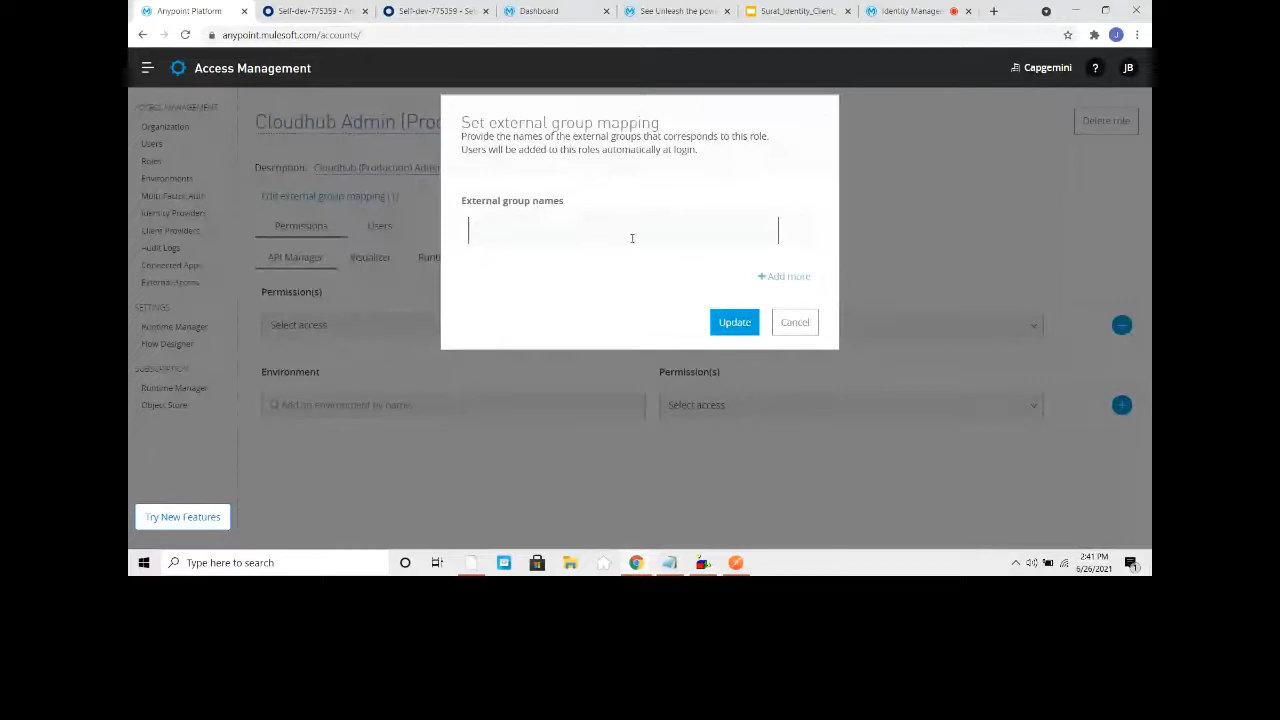 Anypoint Platform
Self-dev-775359 - A
Self-dev-775359 - Se
Dashboard
See Unleash the pow
Surat_Identity_Client_
Identity Manage
anypoint.mulesoft.com/accounts/
J
Access Management
Capgemini
?
JB
ACCESS MANAGEMENT
Organization
Users
Roles
Environments
Multi-Factor Auth
Identity Providers
Client Providers
Audit Logs
Connected Apps
External Access
SETTINGS
Runtime Manager
Flow Designer
SUBSCRIPTION
Runtime Manager
Object Store
Try New Features
Cloudhub Admin (Pro
Delete role
Description: Cloudhub (Production) Admin
Edit external group mapping (1)
Permissions
Users
API Manager
Visualizer
Runt
Permission(s)
Select access
Environment
Permission(s)
Add an environment by name
Select access
Set external group mapping
Provide the names of the external groups that corresponds to this role.
Users will be added to this roles automatically at login.
External group names
+ Add more
Update
Cancel
Type here to search
2:41 PM
6/26/2021
1